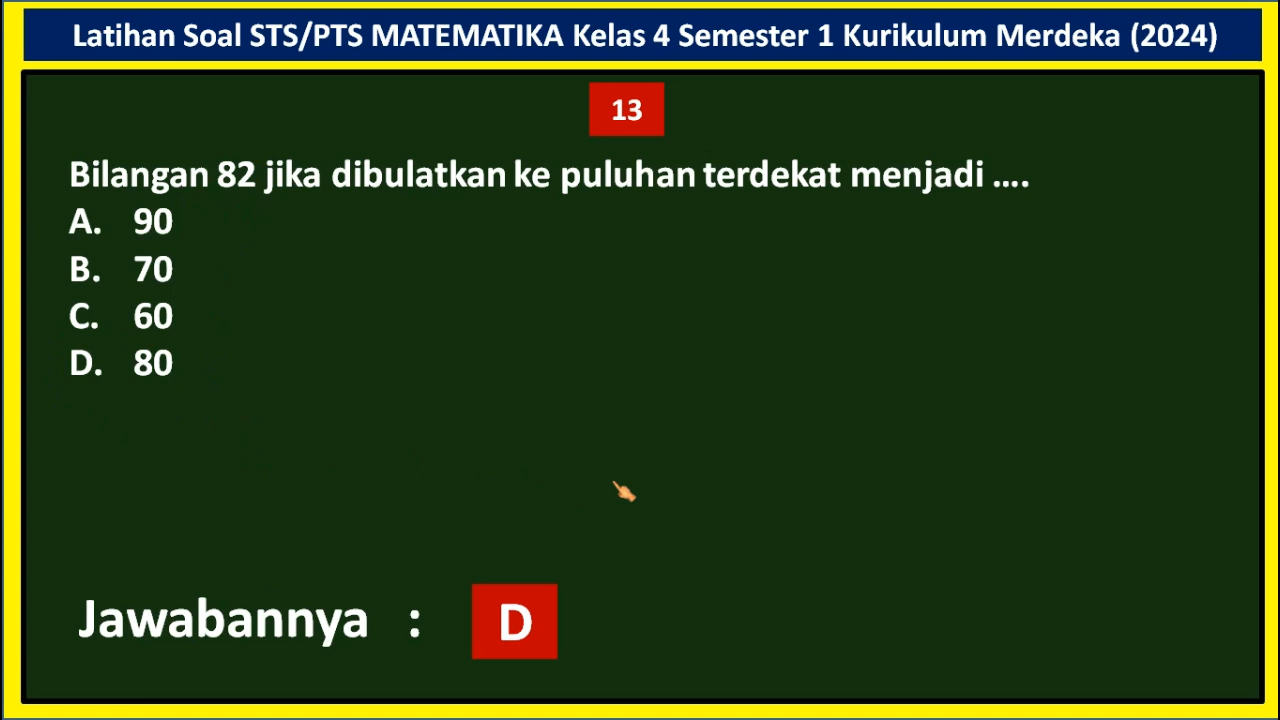 Latihan Soal STS/PTS MATEMATIKA Kelas 4 Semester 1 Kurikulum Merdeka (2024)
13
Bilangan 82 jika dibulatkan ke puluhan terdekat menjadi ....
A. 90
B. 70
C. 60
D. 80
Jawabannya : D